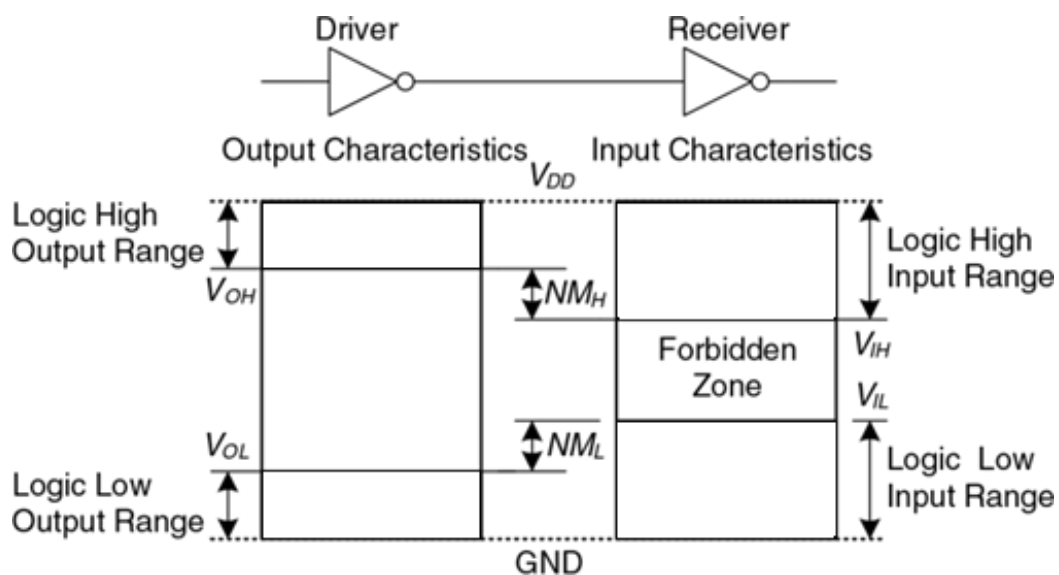 Driver
Receiver
Output Characteristics
Input Characteristics
VDD
Logic High
Output Range
Logic High
Input Range
VOH
NMH
Forbidden
Zone
VIH
VIL
VOL
NML
Logic Low
Output Range
Logic Low
Input Range
GND